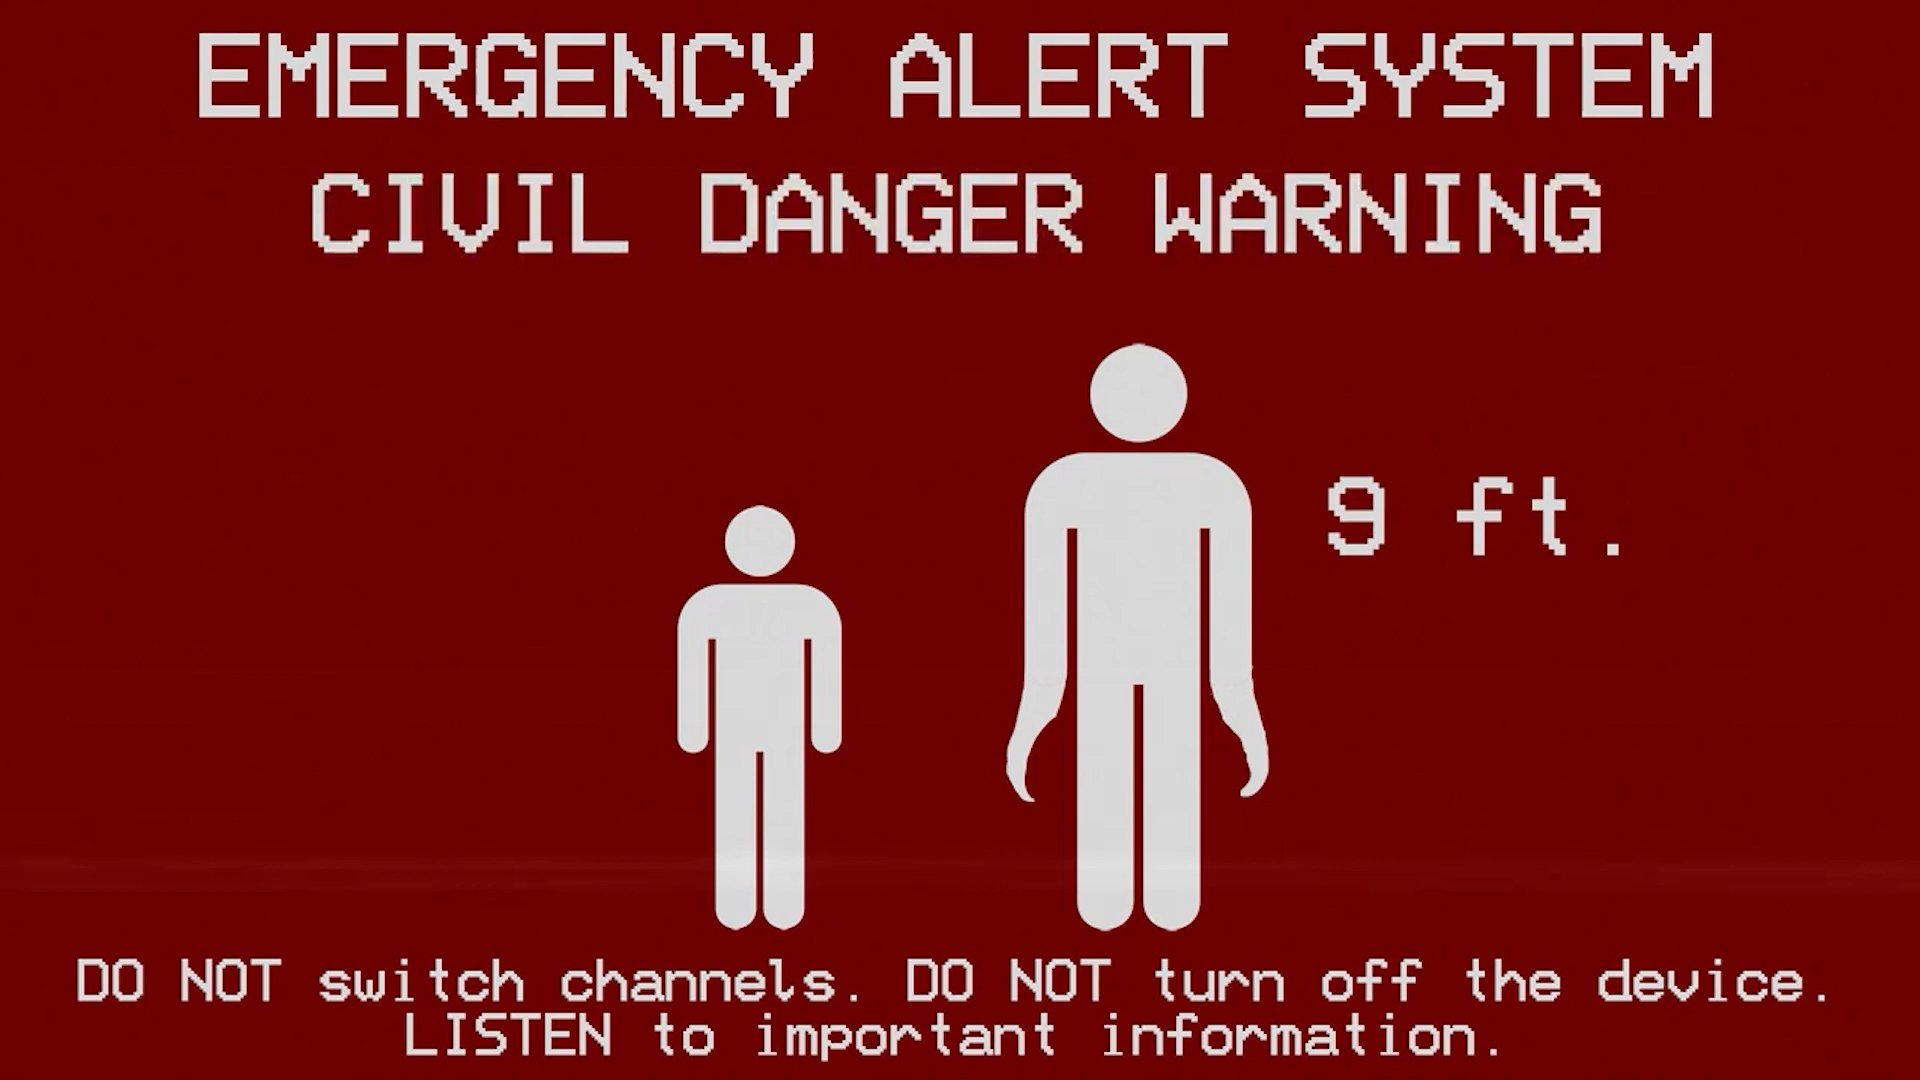 EMERGENCY ALERT SYSTEM
CIVIL DANGER WARNING
9 ft.
DO NOT switch channels. DO NOT turn off the device.
LISTEN to important information.